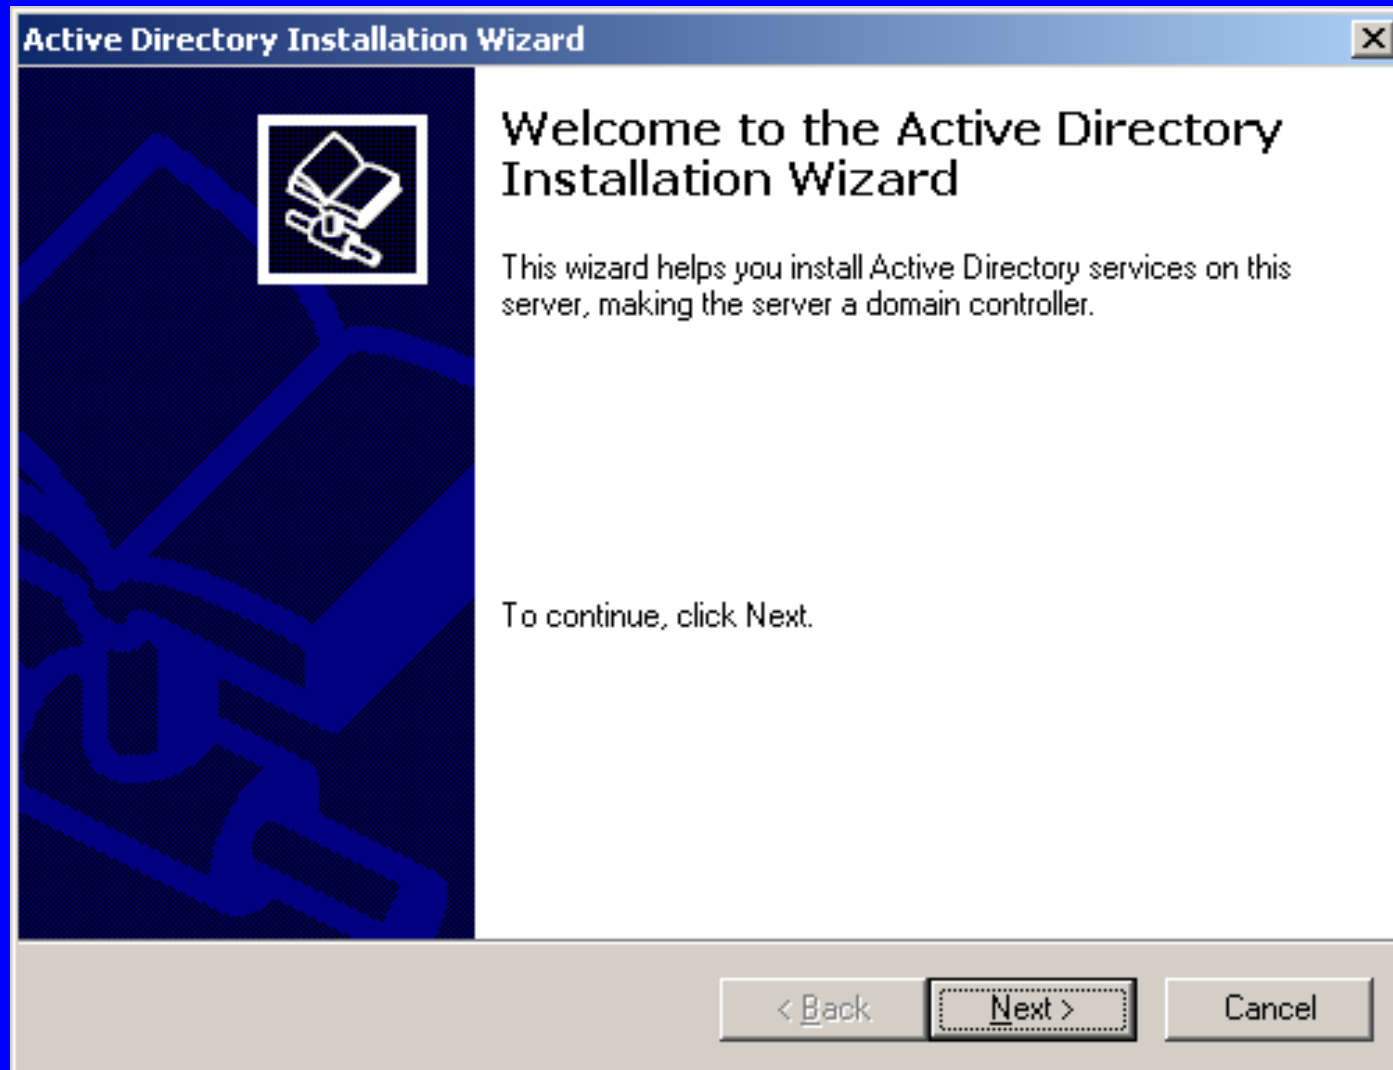 Active Directory Installation Wizard
Welcome to the Active Directory
Installation Wizard
This wizard helps you install Active Directory services on this
server, making the server a domain controller.
To continue, click Next.
< Back
Next >
Cancel